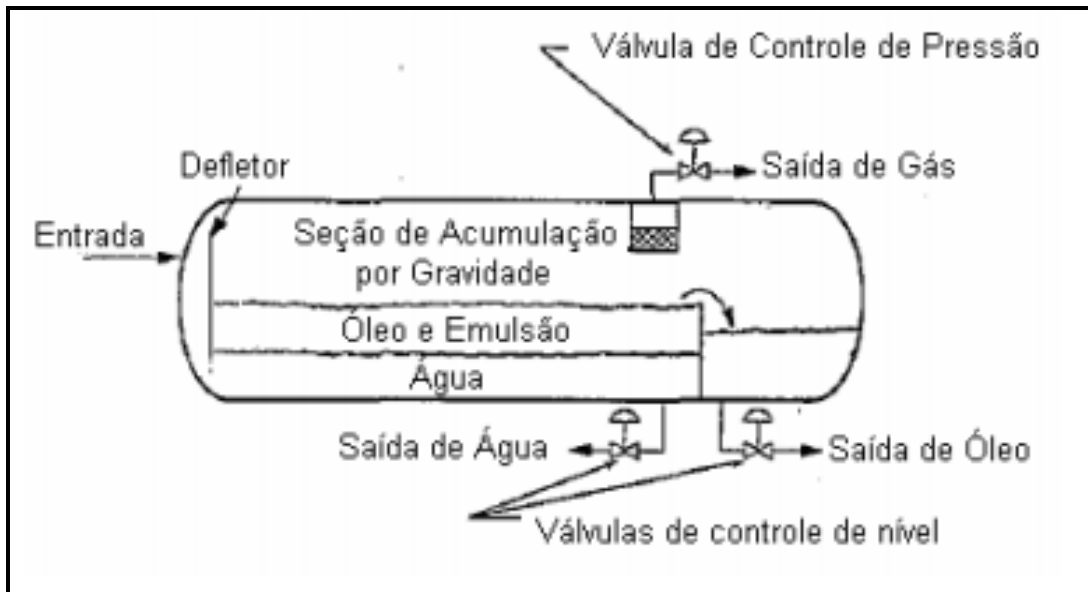 Válvula de Controle de Pressão
Defletor
Saída de Gás
Entrada
Seção de Acumulação
por Gravidade
Óleo e Emulsão
Água
Saída de Água
Saída de Óleo
Válvulas de controle de nível